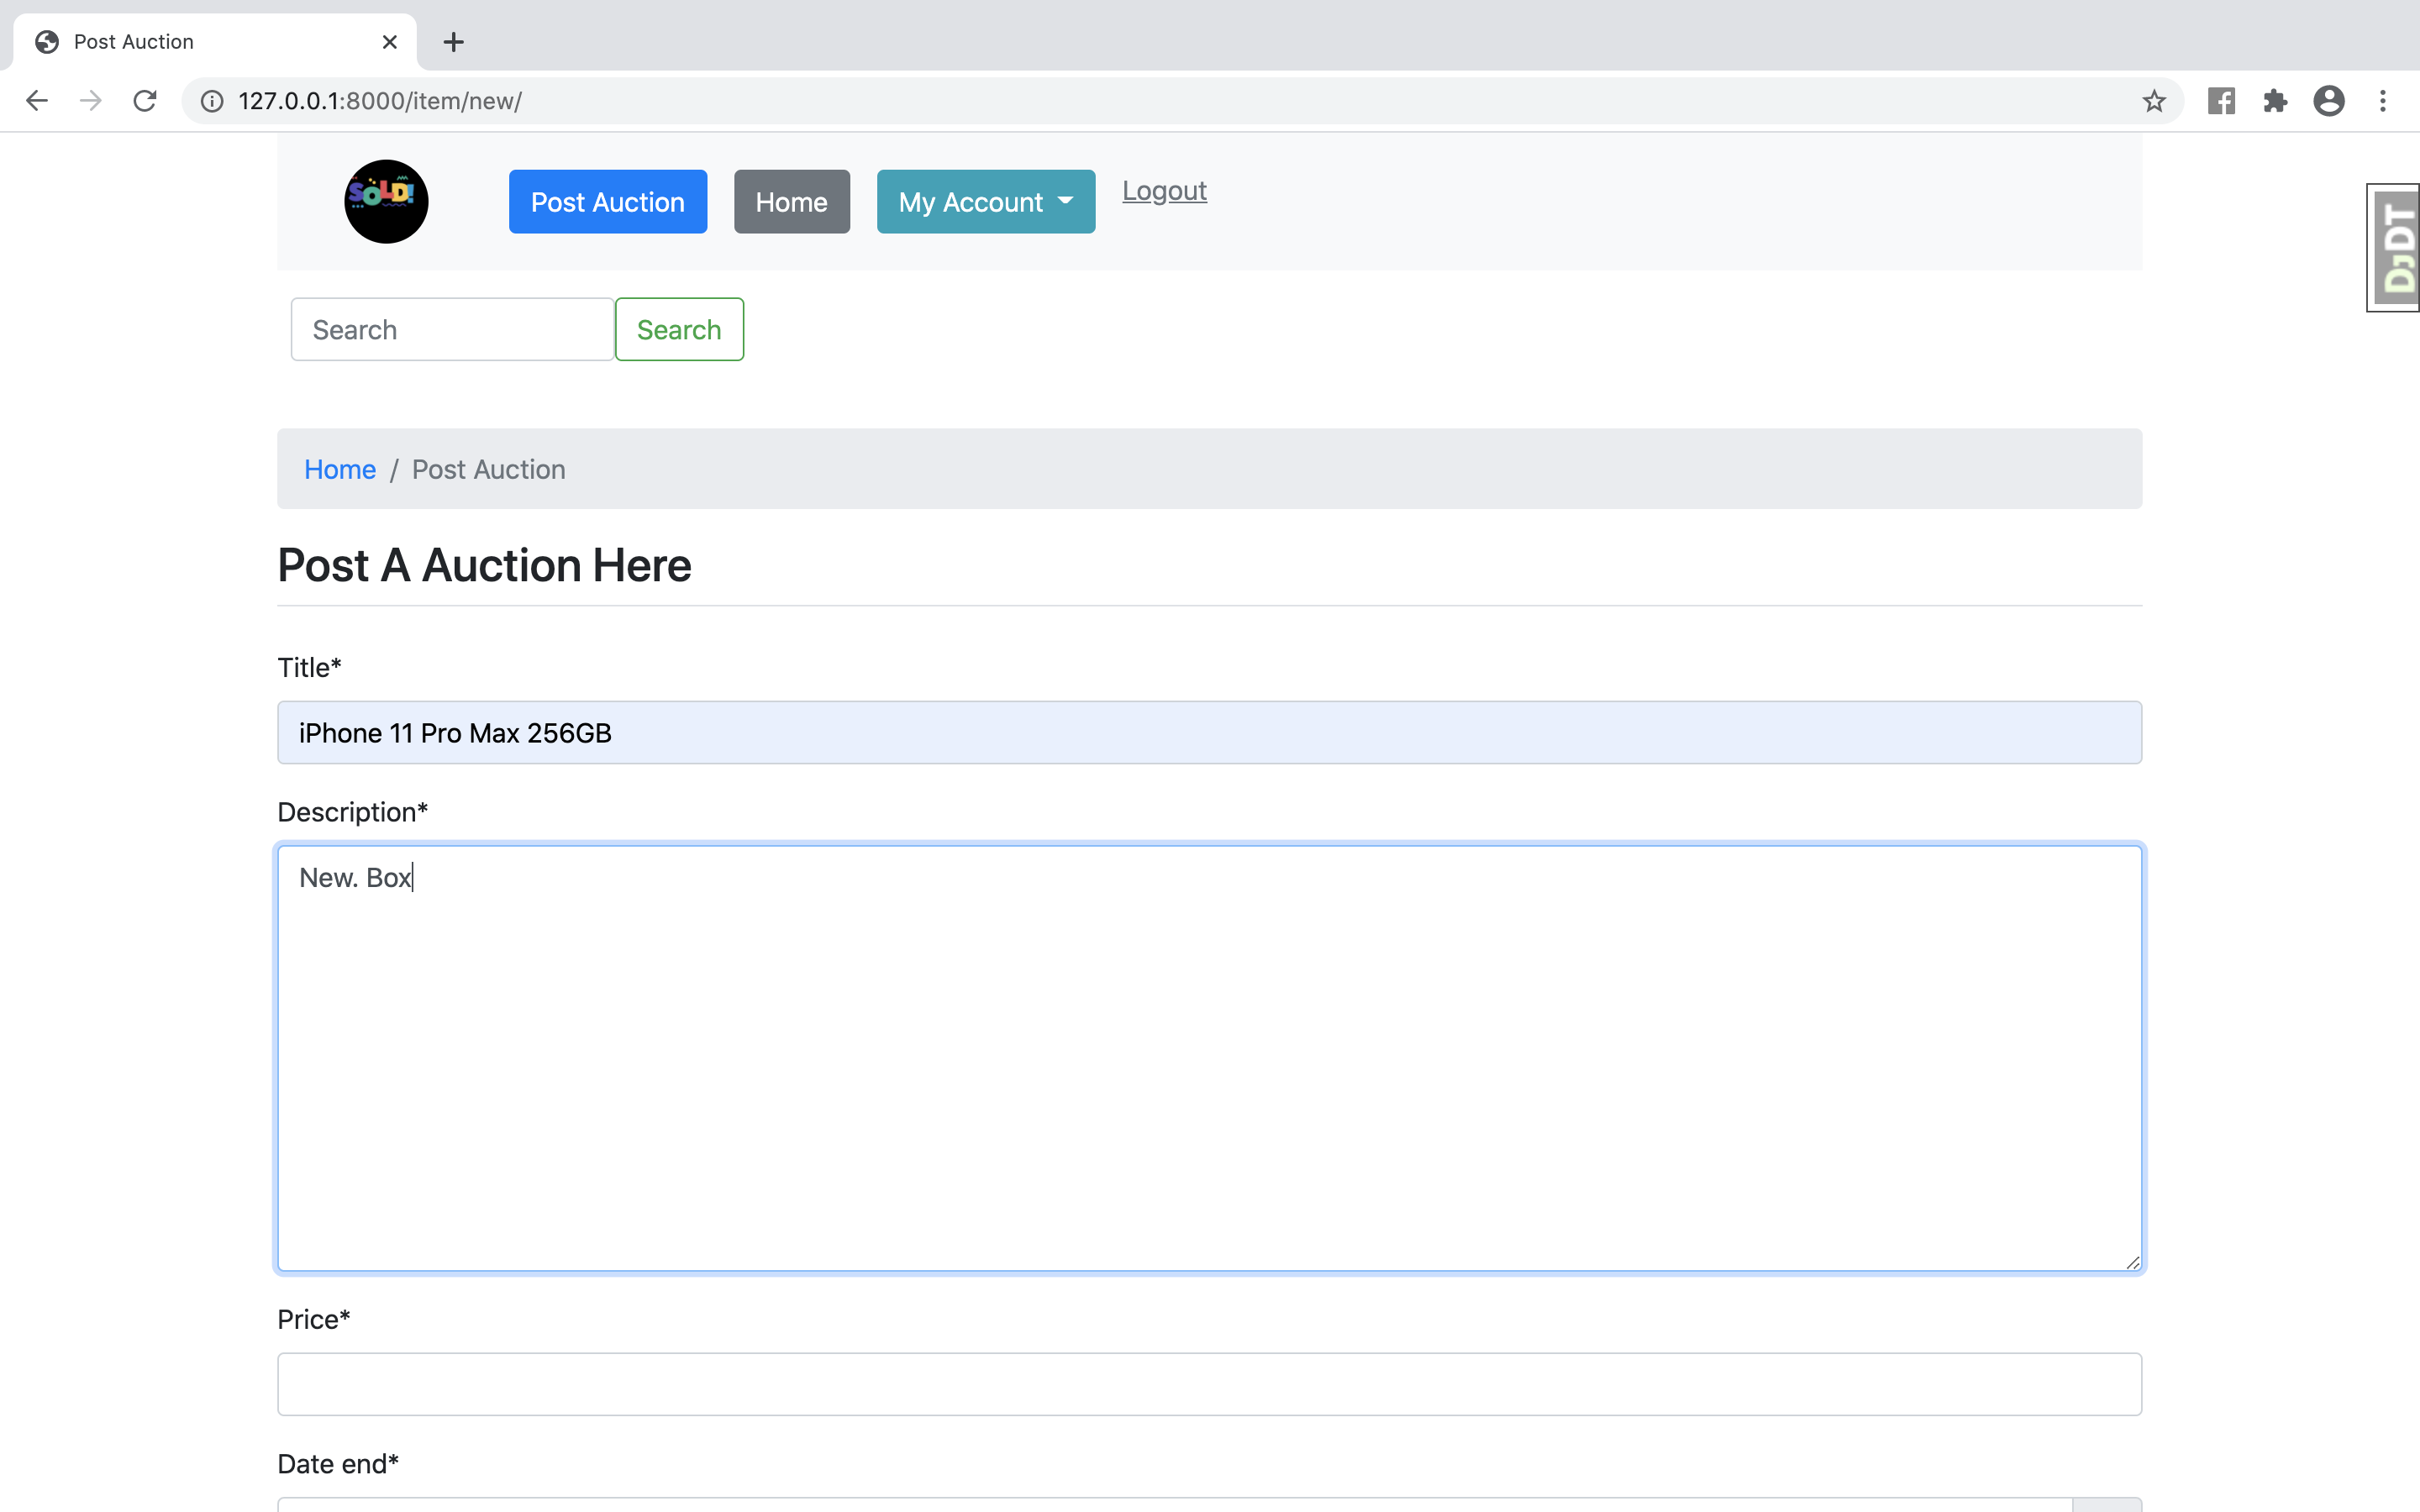 Post Auction
127.0.0.1:8000/item/new/
SOLD!
Post Auction
Home
My Account
Logout
DJDT
Search
Search
Home / Post Auction
Post A Auction Here
Title*
iPhone 11 Pro Max 256GB
Description*
New. Box
Price*
Date end*